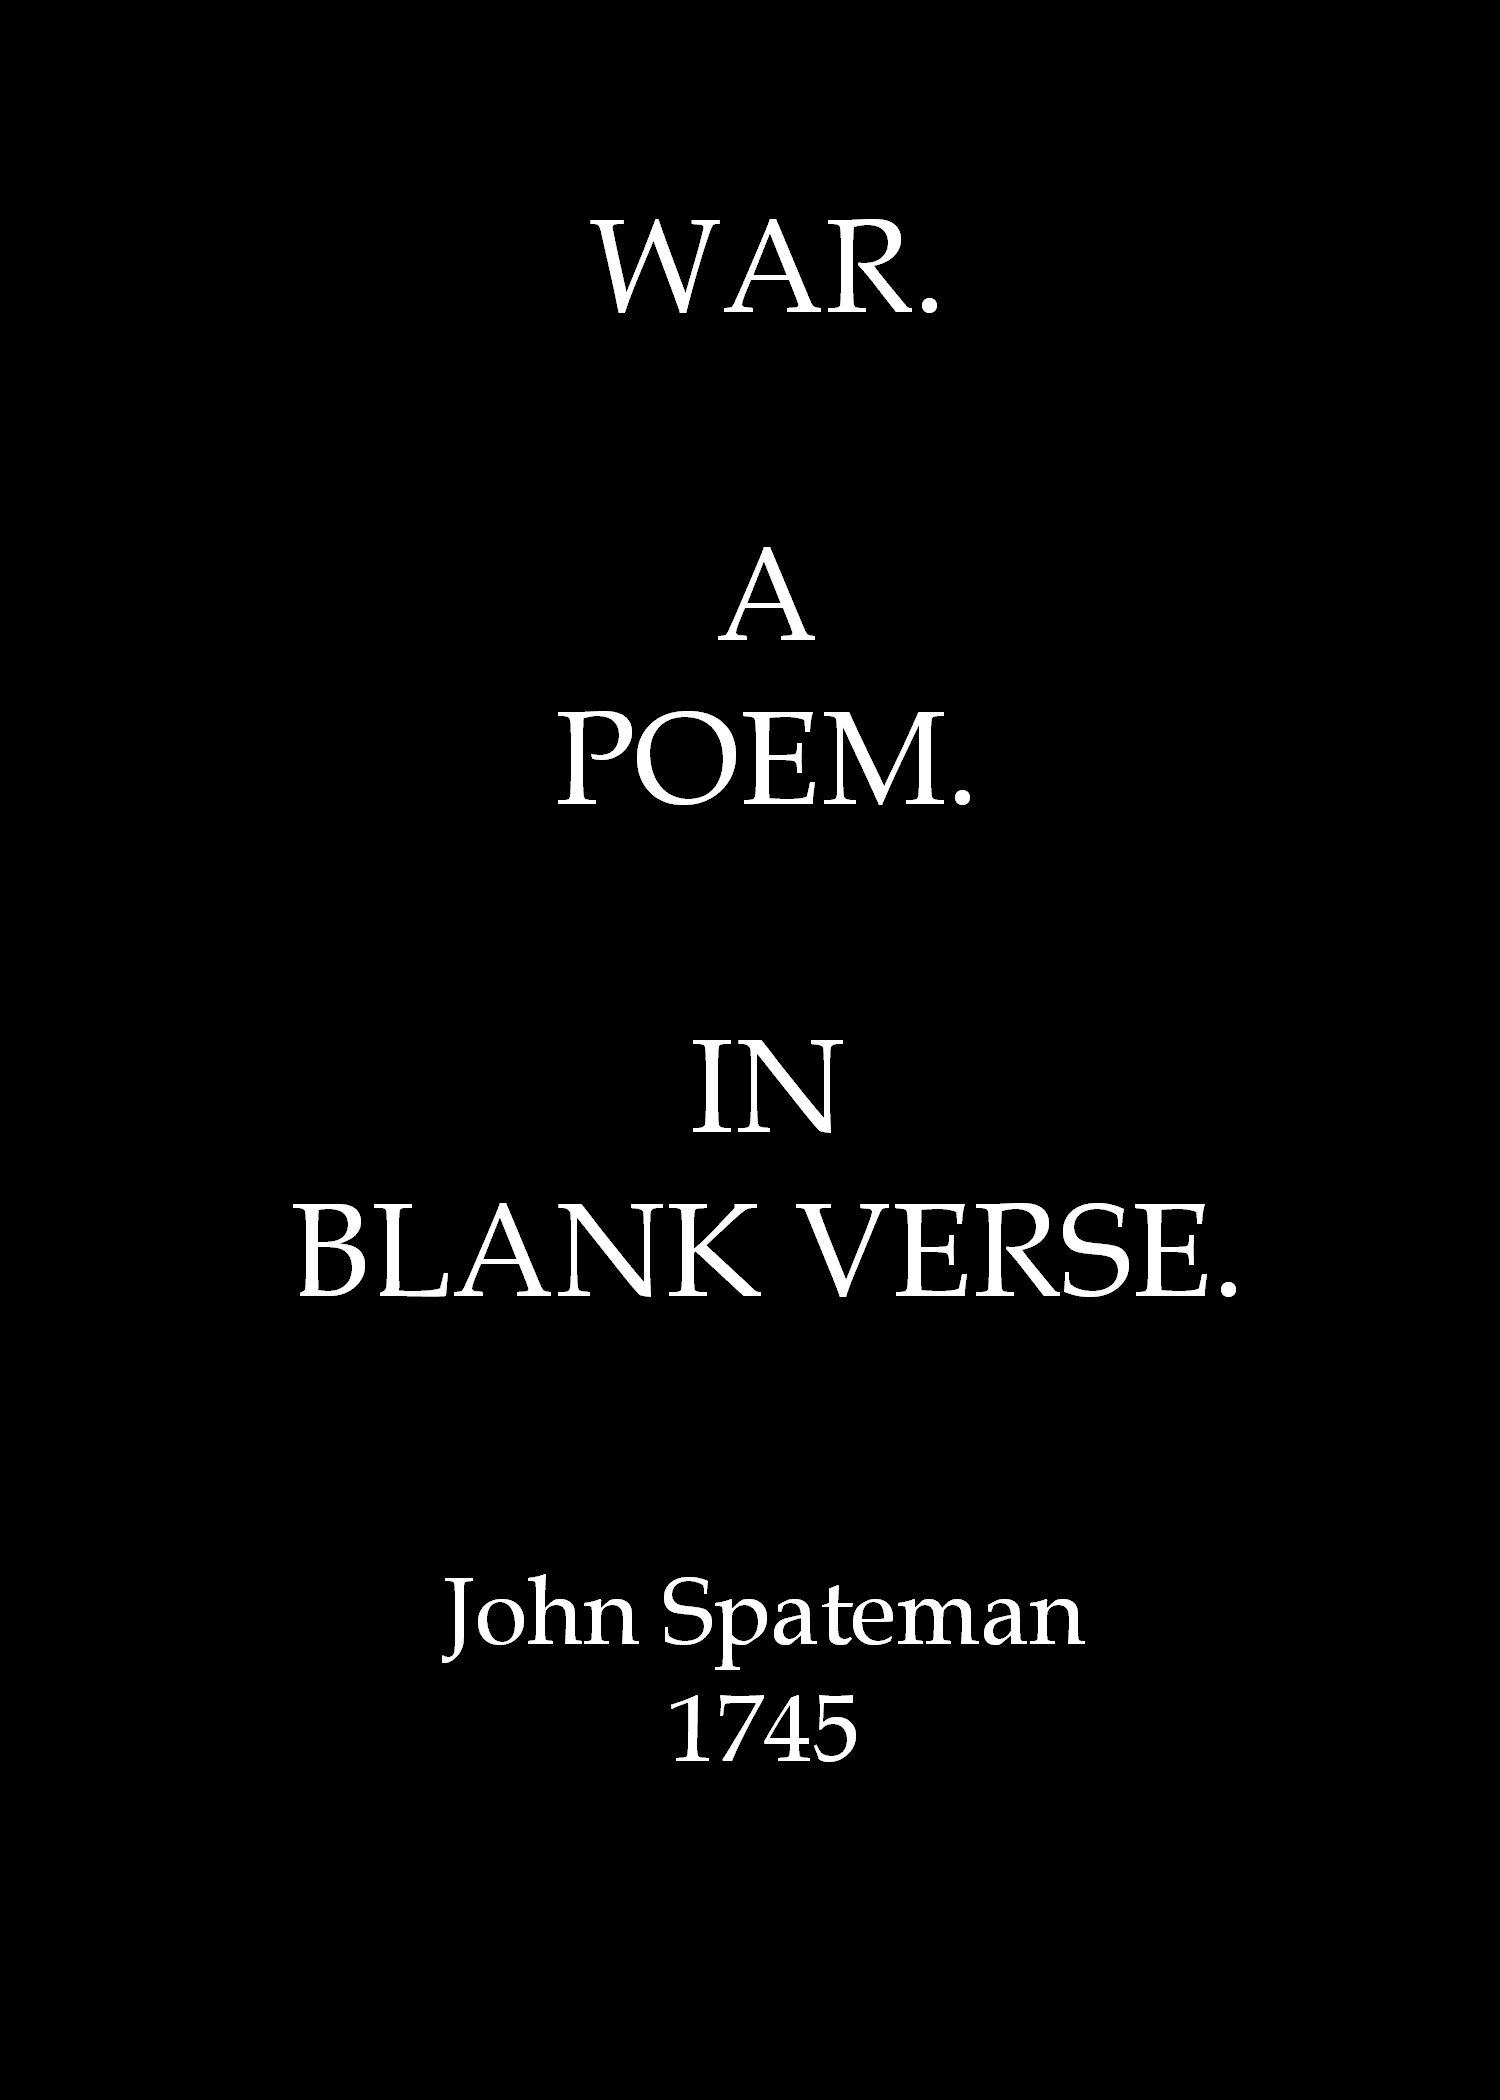 WAR.
A
POEM.
IN
BLANK VERSE.
John Spateman
1745